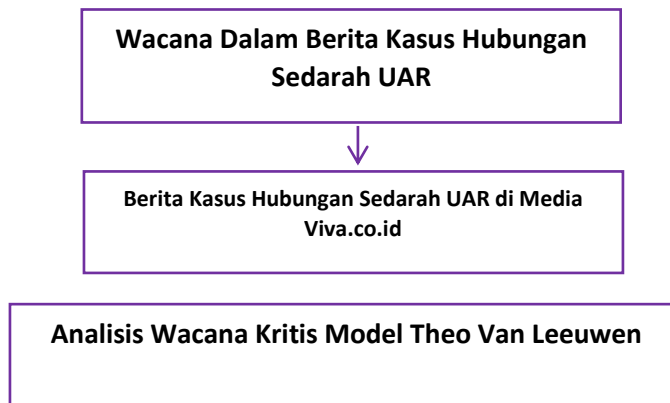 Wacana Dalam Berita Kasus Hubungan
Sedarah UAR
Berita Kasus Hubungan Sedarah UAR di Media
Viva.co.id
Analisis Wacana Kritis Model Theo Van Leeuwen